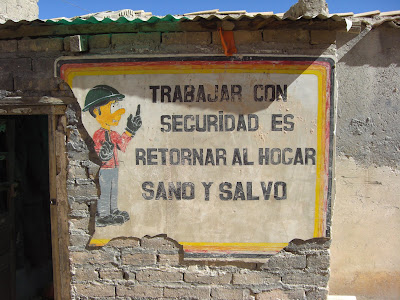 TRABAJAR CON
SEGURIDAD ES
RETORNAR AL HOGAR
SANO Y SALVO